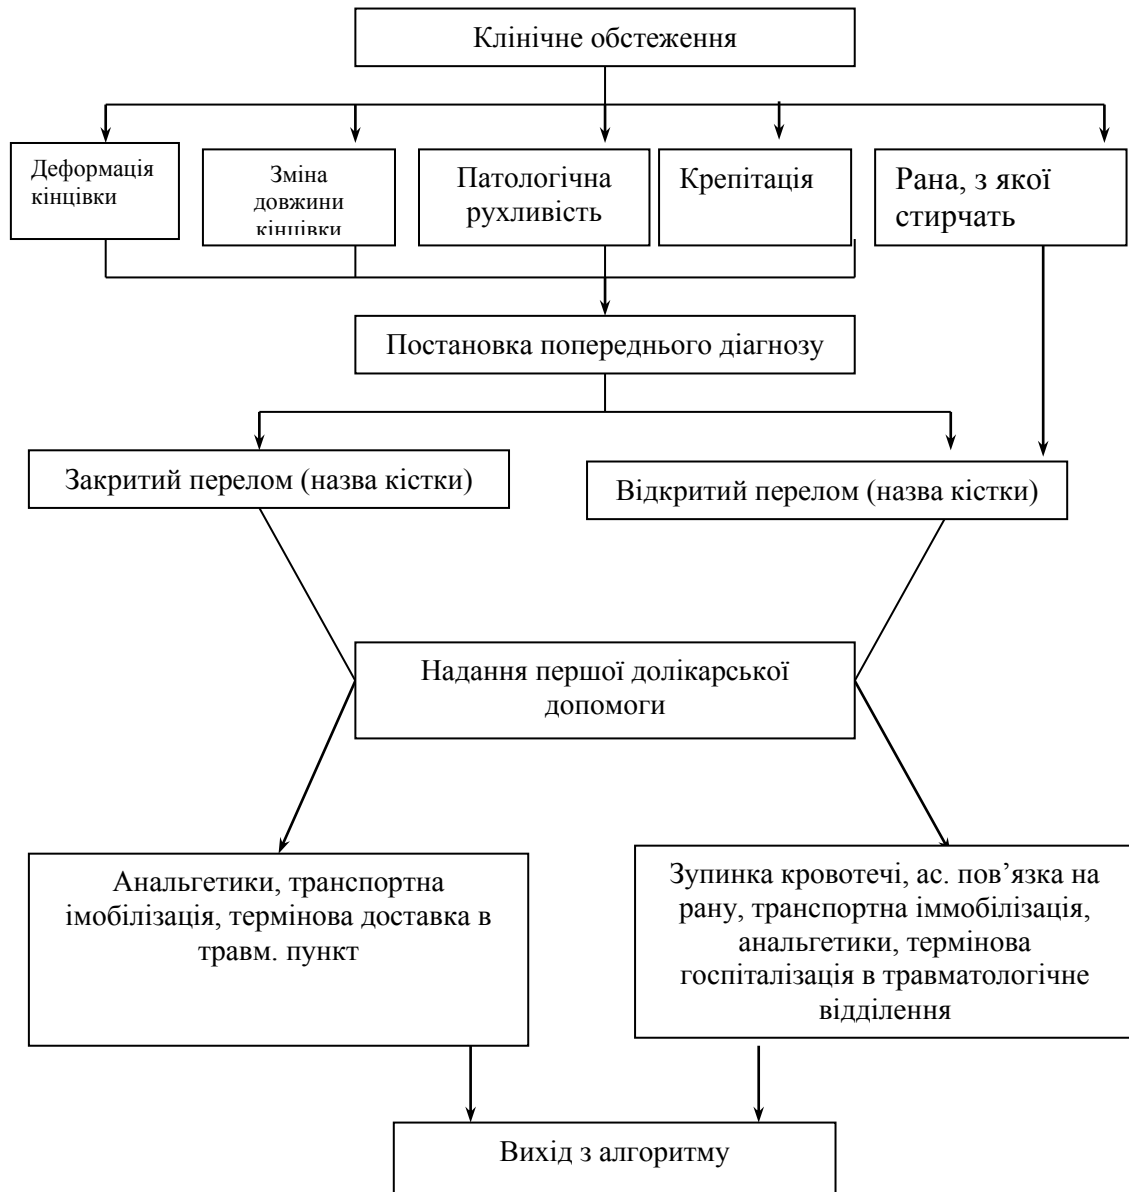 Клінічне обстеження
Деформація
кінцівки
Зміна
довжини
кінцівки
Патологічна
рухливість
Крепітація
Рана, з якої
стирчать
Постановка попереднього діагнозу
Закритий перелом (назва кістки)
Відкритий перелом (назва кістки)
Надання першої долікарської
допомоги
Анальгетики, транспортна
імобілізація, термінова доставка в
травм. пункт
Зупинка кровотечі, ас. пов’язка на
рану, транспортна іммобілізація,
анальгетики, термінова
госпіталізація в травматологічне
відділення
Вихід з алгоритму